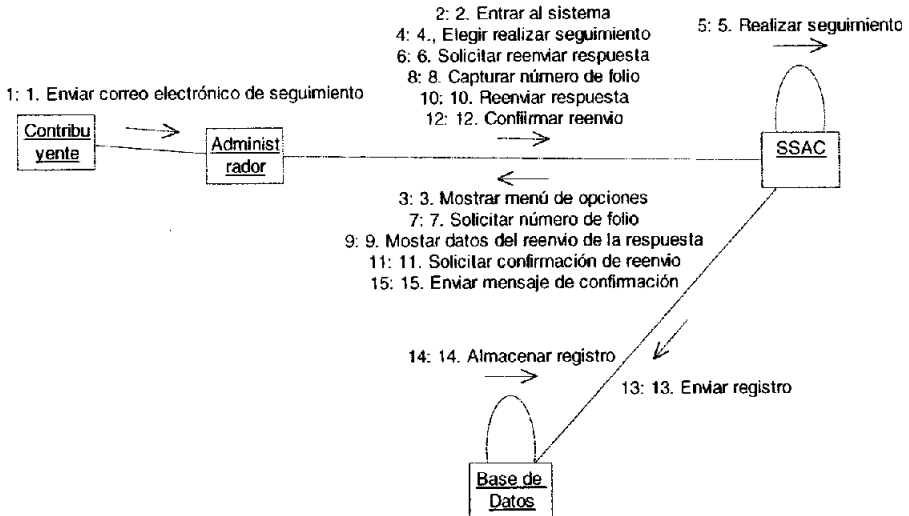 2: 2. Entrar al sistema
4: 4., Elegir realizar seguimiento
6: 6. Solicitar reenviar respuesta
8: 8. Capturar número de folio
10: 10. Reenviar respuesta
12: 12. Confirmar reenvio
5: 5. Realizar seguimiento
1: 1. Enviar correo electrónico de seguimiento
Contribu
yente
Administ
rador
SSAC
3: 3. Mostrar menú de opciones
7: 7. Solicitar número de folio
9: 9. Mostar datos del reenvio de la respuesta
11: 11. Solicitar confirmación de reenvio
15: 15. Enviar mensaje de confirmación
14: 14. Almacenar registro
13: 13. Enviar registro
Base de
Datos